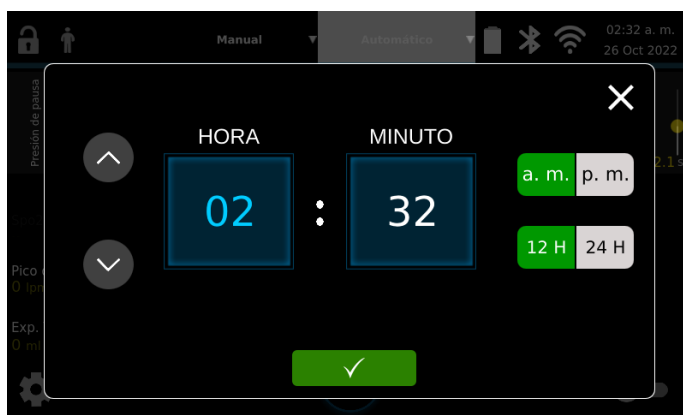 Manual
Automático
02:32 a. m.
26 Oct 2022
Presión de pausa
HORA
MINUTO
02 : 32
a. m.
p. m.
12 H
24 H
2.1 s
Pico
0 lpm
Exp.
0 ml